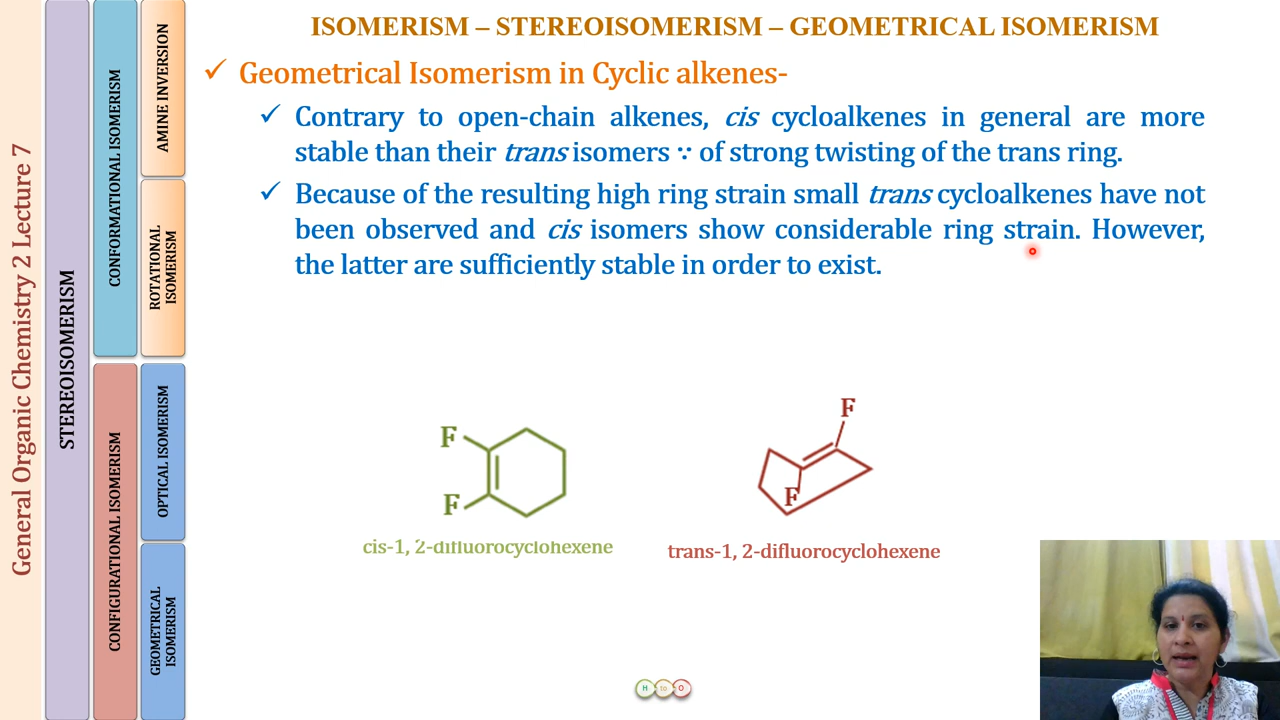 ISOMERISM – STEREOISOMERISM – GEOMETRICAL ISOMERISM
✓ Geometrical Isomerism in Cyclic alkenes-
✓ Contrary to open-chain alkenes, cis cycloalkenes in general are more
stable than their trans isomers ∵ of strong twisting of the trans ring.
✓ Because of the resulting high ring strain small trans cycloalkenes have not
been observed and cis isomers show considerable ring strain. However,
the latter are sufficiently stable in order to exist.
General Organic Chemistry 2 Lecture 7
STEREOISOMERISM
CONFORMATIONAL ISOMERISM
CONFIGURATIONAL ISOMERISM
AMINE INVERSION
ROTATIONAL
ISOMERISM
OPTICAL ISOMERISM
GEOMETRICAL
ISOMERISM
F
F
cis-1, 2-difluorocyclohexene
F
F
trans-1, 2-difluorocyclohexene
H to O